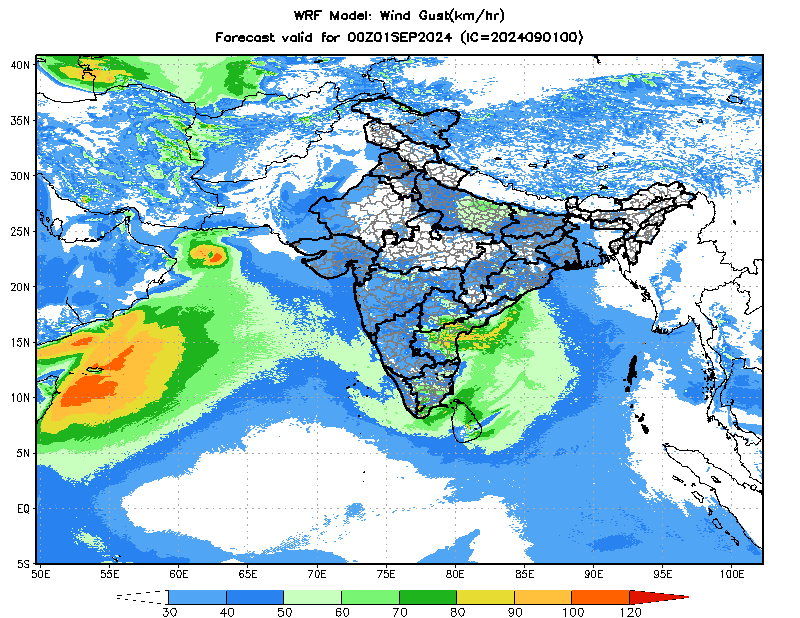 WRF Model: Wind Gust(km/hr)
Forecast valid for 00Z01SEP2024 (IC=2024090100)
40N
35N
30N
25N
20N
15N
10N
5N
EQ
5S
50E 55E 60E 65E 70E 75E 80E 85E 90E 95E 100E
30 40 50 60 70 80 90 100 120